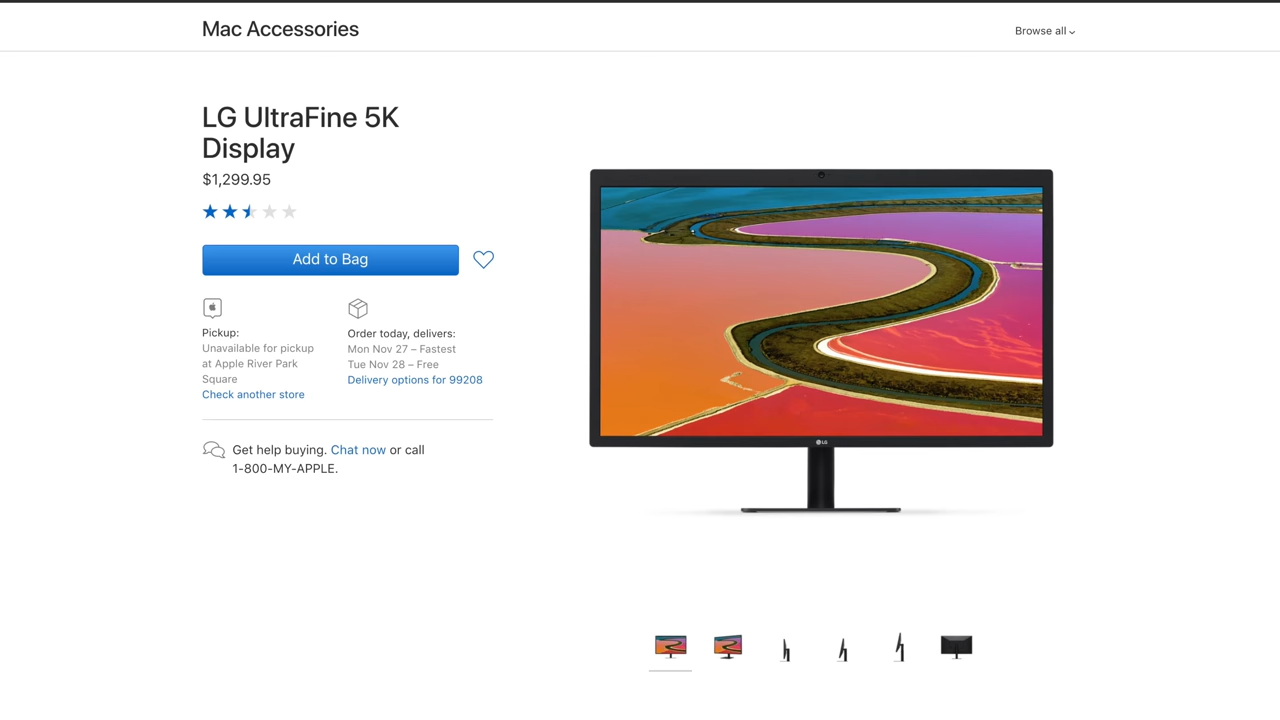 Mac Accessories
Browse all
LG UltraFine 5K
Display
$1,299.95
Add to Bag
Pickup:
Unavailable for pickup
at Apple River Park
Square
Check another store
Order today, delivers:
Mon Nov 27 – Fastest
Tue Nov 28 – Free
Delivery options for 99208
Get help buying. Chat now or call
1-800-MY-APPLE.
LG